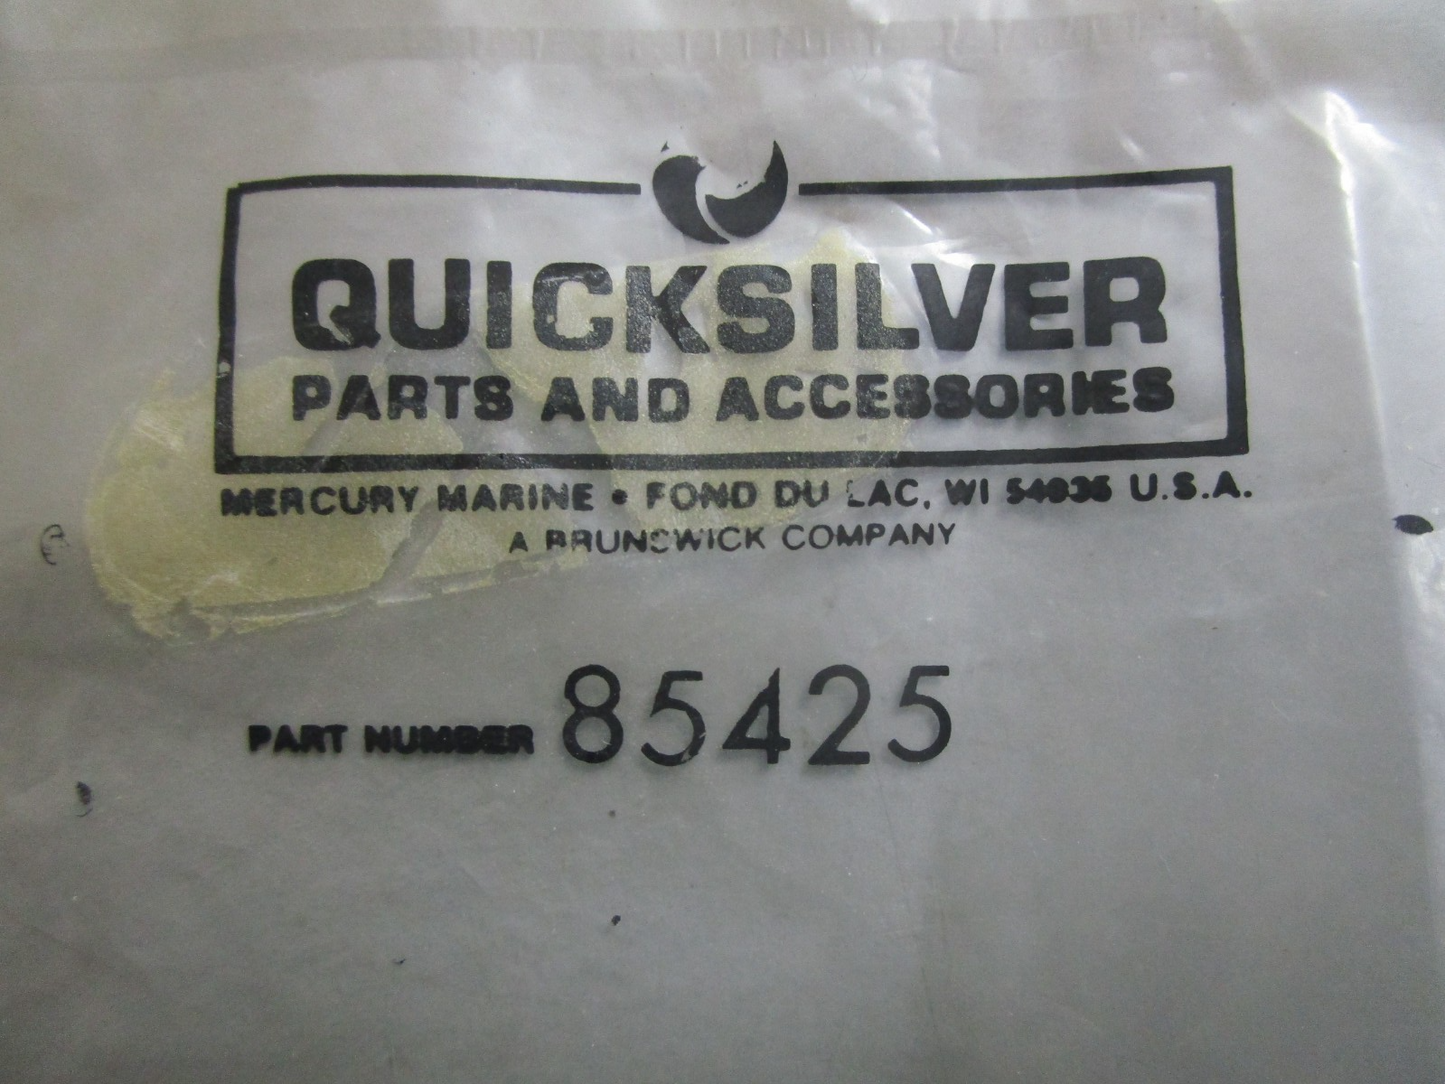 QUICKSILVER
PARTS AND ACCESSORIES
MERCURY MARINE • FOND DU LAC, WI 54935 U.S.A.
A BRUNSWICK COMPANY
PART NUMBER 85425